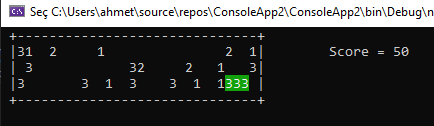 Seç C:\Users\ahmet\source\repos\ConsoleApp2\ConsoleApp2\bin\Debug\n
+------------------------------+
|31  2     1               2  1|        Score = 50
| 3            32     2  1    3|
|3       3  1  3    3  1  1333 |
+------------------------------+